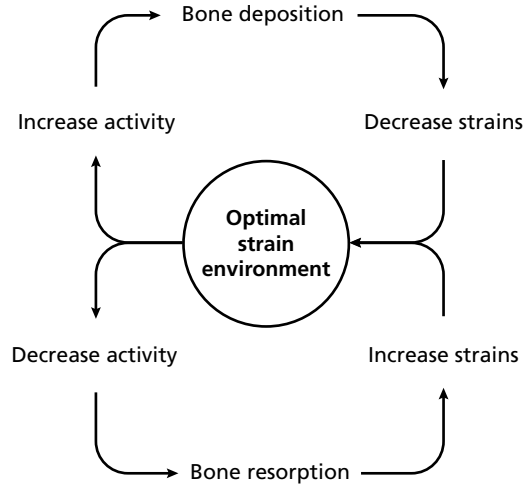 Bone deposition
Increase activity
Decrease strains
Optimal
strain
environment
Decrease activity
Increase strains
Bone resorption